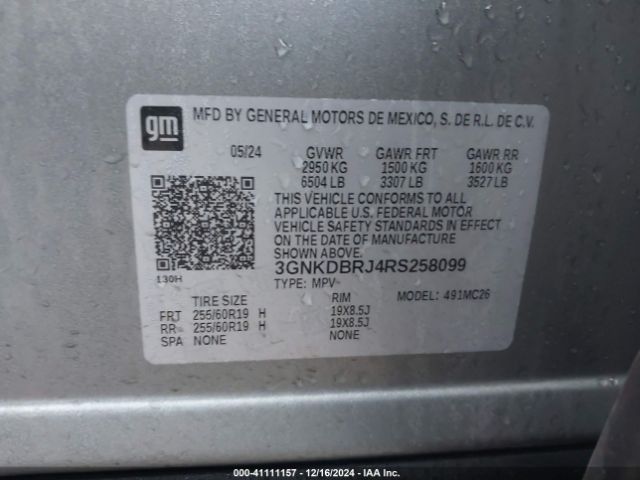 gm
MFD BY GENERAL MOTORS DE MEXICO, S. DE R.L. DE C.V.
05/24 GVWR GAWR FRT GAWR RR
2950 KG 1500 KG 1600 KG
6504 LB 3307 LB 3527 LB
THIS VEHICLE CONFORMS TO ALL
APPLICABLE U.S. FEDERAL MOTOR
VEHICLE SAFETY STANDARDS IN EFFECT
ON THE DATE OF MANUFACTURE
SHOWN ABOVE.
3GNKDBRJ4RS258099
130H
TYPE: MPV MODEL: 491MC26
TIRE SIZE RIM
FRT 255/60R19 H 19X8.5J
RR 255/60R19 H 19X8.5J
SPA NONE NONE
000-41111157 - 12/16/2024 - IAA Inc.